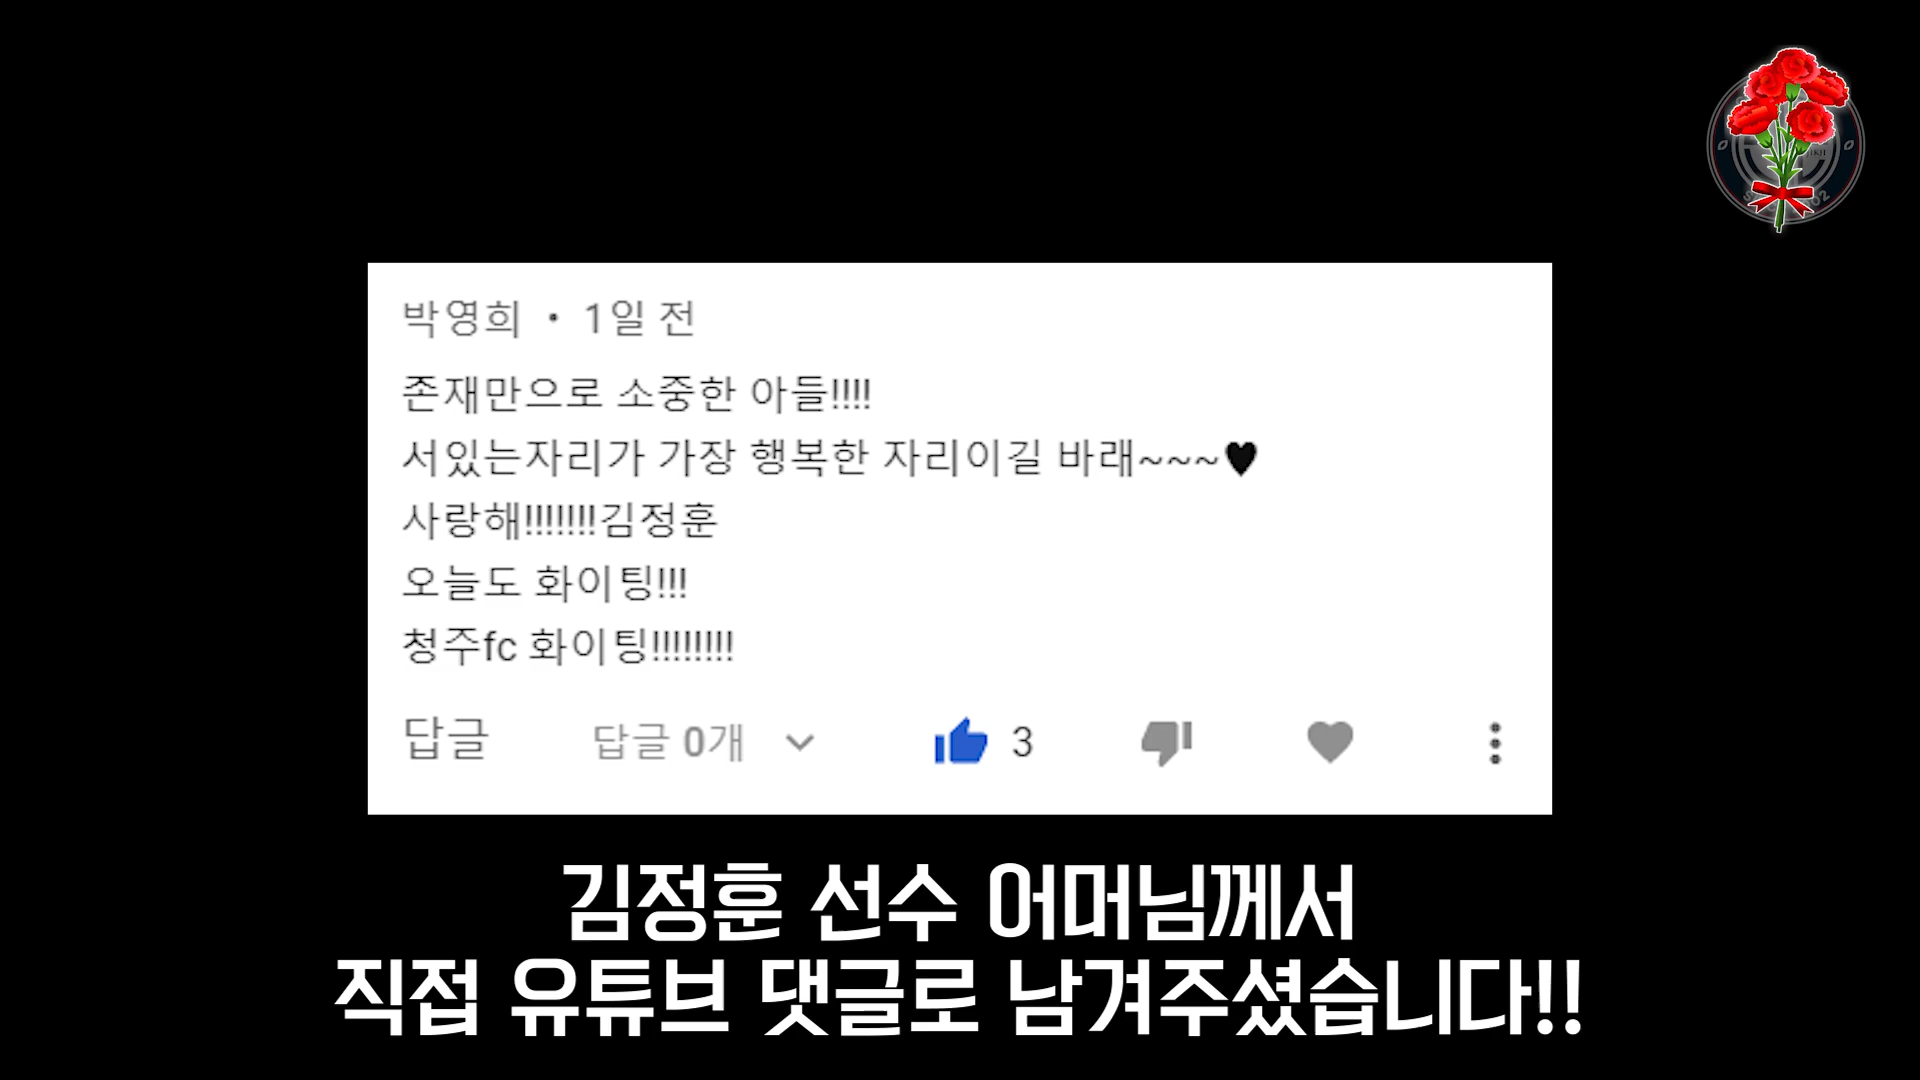 박영희 • 1일 전
존재만으로 소중한 아들!!!!
서있는자리가 가장 행복한 자리이길 바래~~~♥
사랑해!!!!!!!김정훈
오늘도 화이팅!!!
청주fc 화이팅!!!!!!!!
답글 답글 0개 3
김정훈 선수 어머님께서
직접 유튜브 댓글로 남겨주셨습니다!!